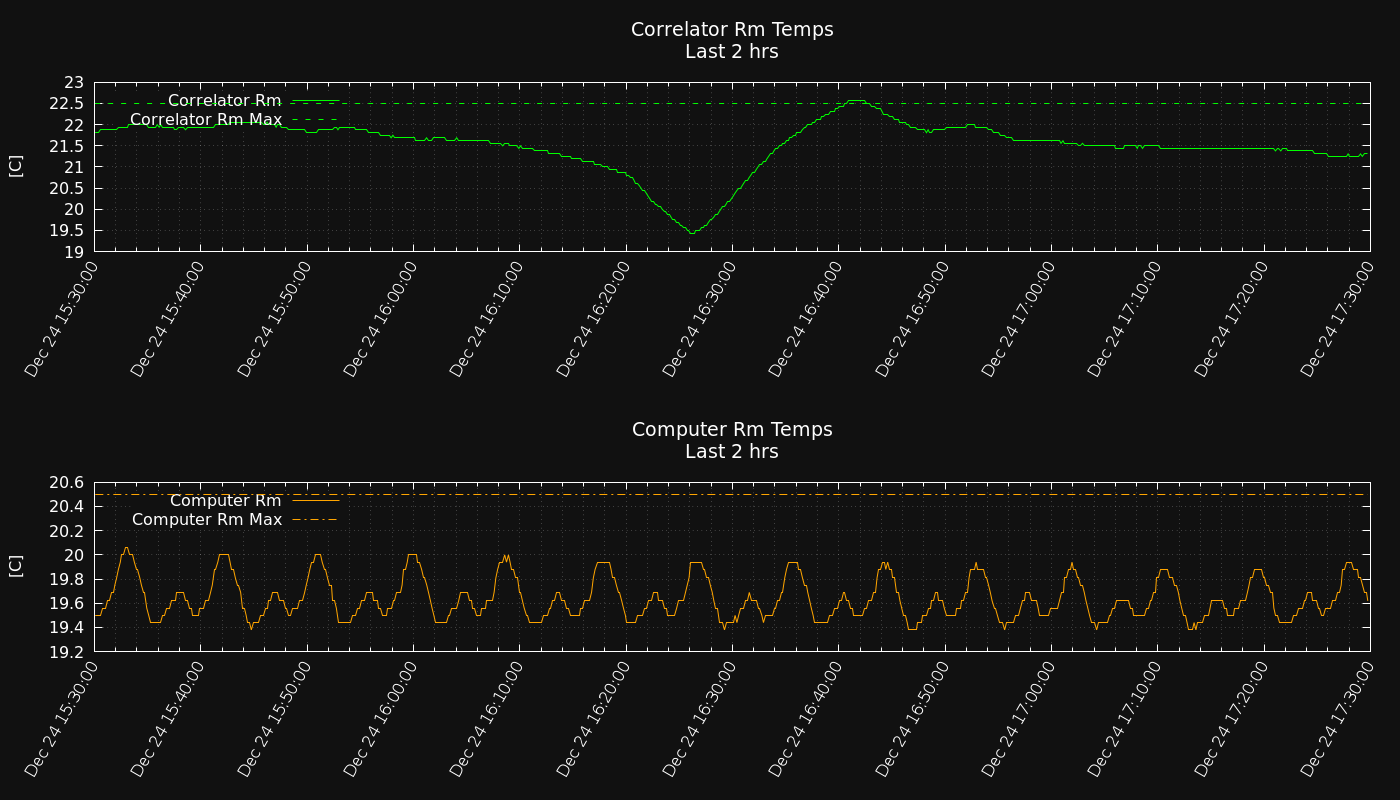 Correlator Rm Temps
Last 2 hrs
[C]
23
22.5
22
21.5
21
20.5
20
19.5
19
Correlator Rm
Correlator Rm Max
Dec 24 15:30:00
Dec 24 15:40:00
Dec 24 15:50:00
Dec 24 16:00:00
Dec 24 16:10:00
Dec 24 16:20:00
Dec 24 16:30:00
Dec 24 16:40:00
Dec 24 16:50:00
Dec 24 17:00:00
Dec 24 17:10:00
Dec 24 17:20:00
Dec 24 17:30:00
Computer Rm Temps
Last 2 hrs
[C]
20.6
20.4
20.2
20
19.8
19.6
19.4
19.2
Computer Rm
Computer Rm Max
Dec 24 15:30:00
Dec 24 15:40:00
Dec 24 15:50:00
Dec 24 16:00:00
Dec 24 16:10:00
Dec 24 16:20:00
Dec 24 16:30:00
Dec 24 16:40:00
Dec 24 16:50:00
Dec 24 17:00:00
Dec 24 17:10:00
Dec 24 17:20:00
Dec 24 17:30:00